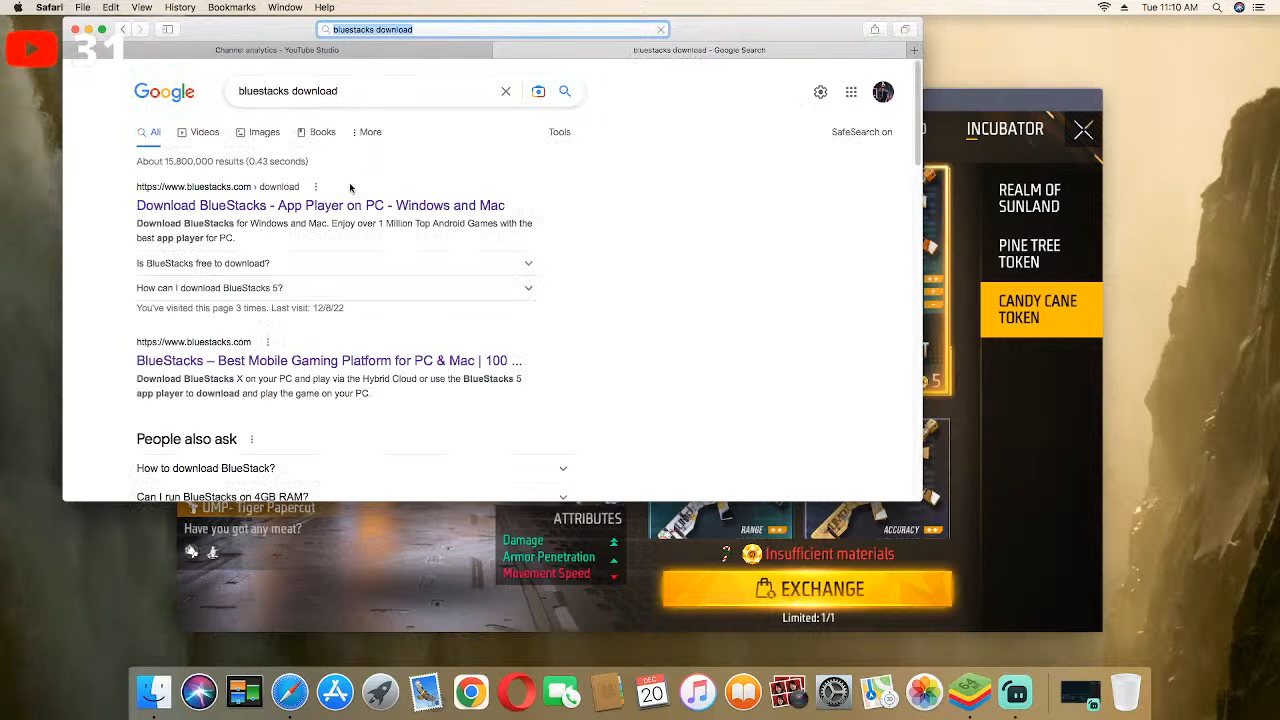 Safari File Edit View History Bookmarks Window Help
Tue 11:10 AM
31
bluestacks download
Channel analytics - YouTube Studio
bluestacks download - Google Search
Google
bluestacks download
All Videos Images Books More
Tools
SafeSearch on
About 15,800,000 results (0.43 seconds)
https://www.bluestacks.com › download
Download BlueStacks - App Player on PC - Windows and Mac
Download BlueStacks for Windows and Mac. Enjoy over 1 Million Top Android Games with the
best app player for PC.
Is BlueStacks free to download?
How can I download BlueStacks 5?
You've visited this page 3 times. Last visit: 12/8/22
https://www.bluestacks.com
BlueStacks – Best Mobile Gaming Platform for PC & Mac | 100 ...
Download BlueStacks X on your PC and play via the Hybrid Cloud or use the BlueStacks 5
app player to download and play the game on your PC.
People also ask
How to download BlueStack?
Can I run BlueStacks on 4GB RAM?
INCUBATOR
REALM OF
SUNLAND
PINE TREE
TOKEN
CANDY CANE
TOKEN
5
UMP- Tiger Papercut
Have you got any meat?
ATTRIBUTES
Damage
Armor Penetration
Movement Speed
RANGE
ACCURACY
Insufficient materials
EXCHANGE
Limited: 1/1
DEC
20